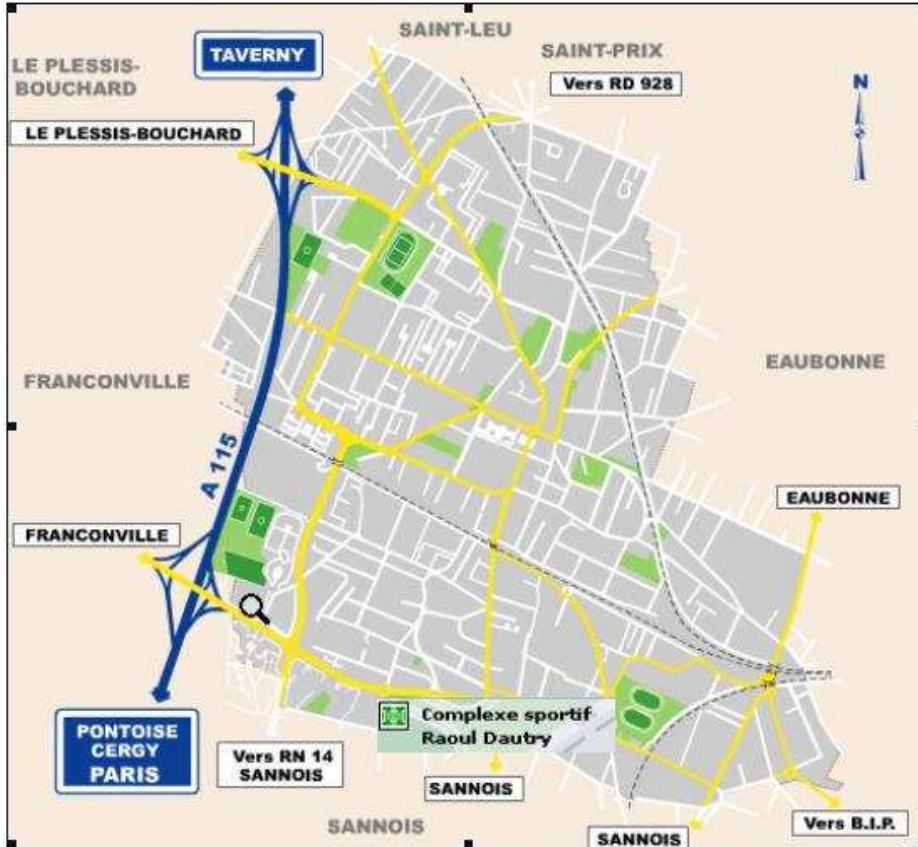 SAINT-LEU
TAVERNY
SAINT-PRIX
LE PLESSIS-
BOUCHARD
Vers RD 928
N
LE PLESSIS-BOUCHARD
FRANCONVILLE
EAUBONNE
A 115
EAUBONNE
FRANCONVILLE
Complexe sportif
Raoul Dautry
PONTOISE
CERGY
PARIS
Vers RN 14
SANNOIS
SANNOIS
SANNOIS
SANNOIS
Vers B.I.P.